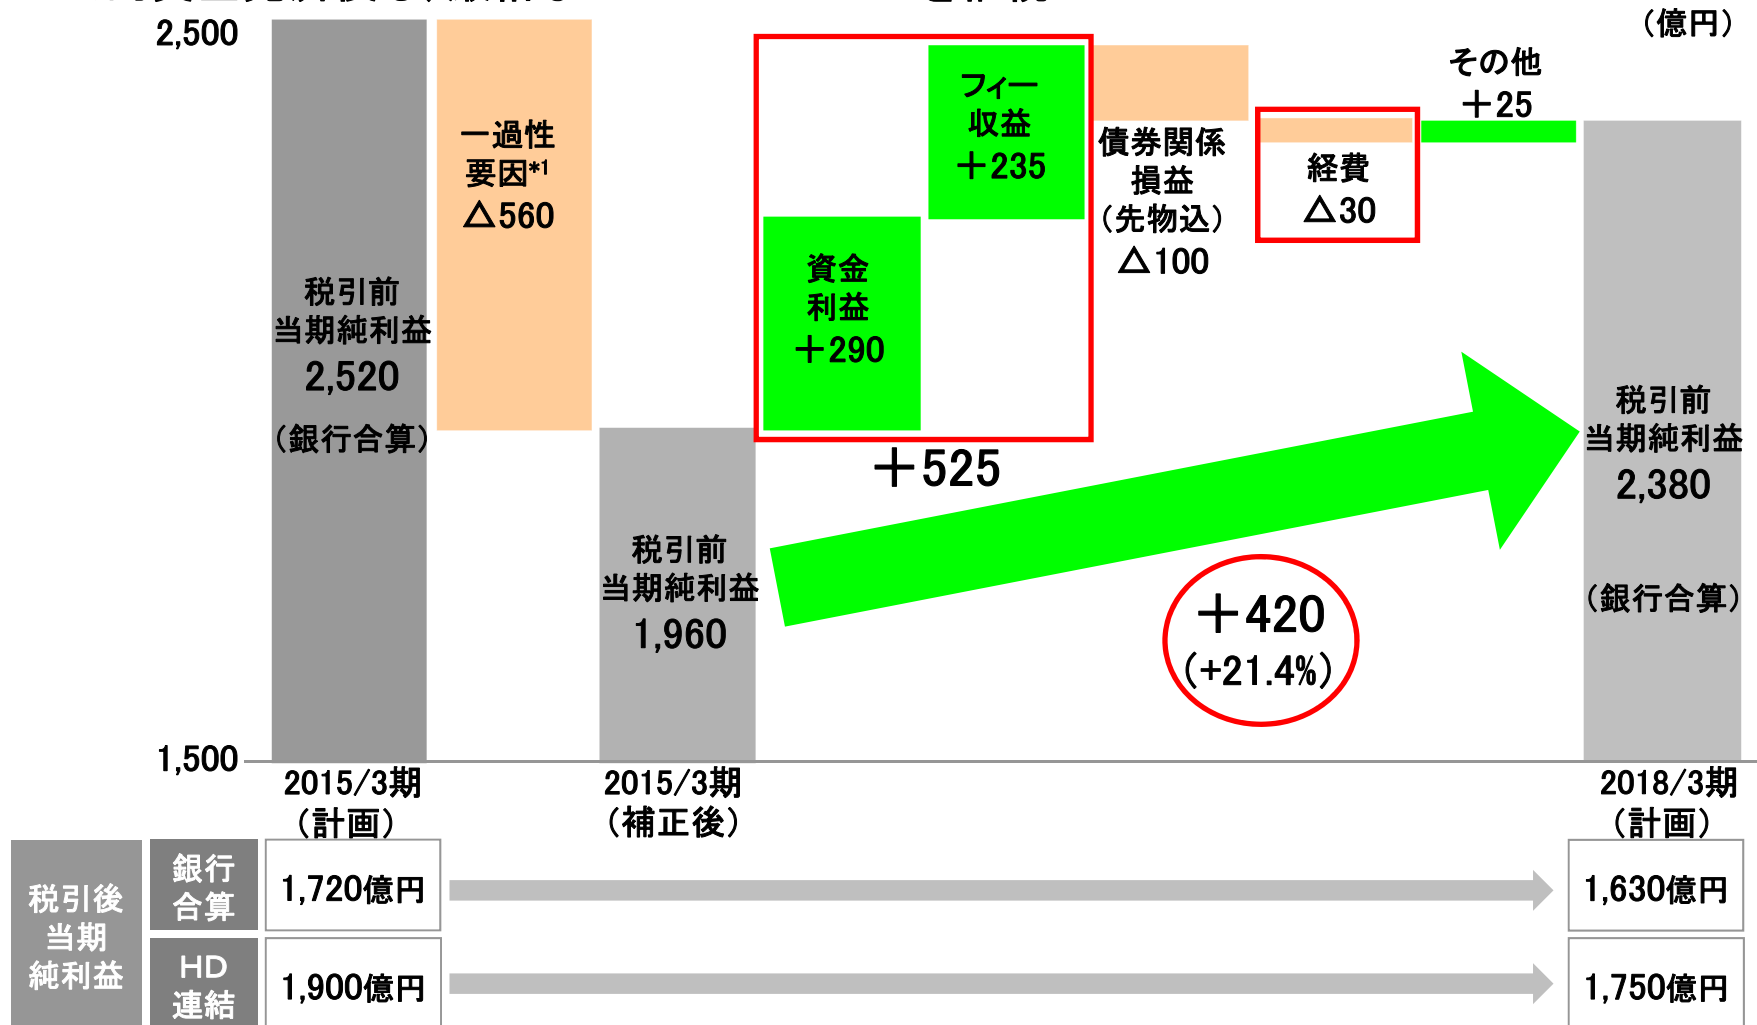 （億円）
2,500
一過性
要因*1
△560
フィー
収益
＋235
資金
利益
＋290
＋525
債券関係
損益
（先物込）
△100
経費
△30
その他
＋25
税引前
当期純利益
2,520
（銀行合算）
税引前
当期純利益
1,960
＋420
（+21.4%）
税引前
当期純利益
2,380
（銀行合算）
1,500
2015/3期
（計画）
2015/3期
（補正後）
2018/3期
（計画）
税引後
当期
純利益
銀行
合算
1,720億円
1,630億円
HD
連結
1,900億円
1,750億円